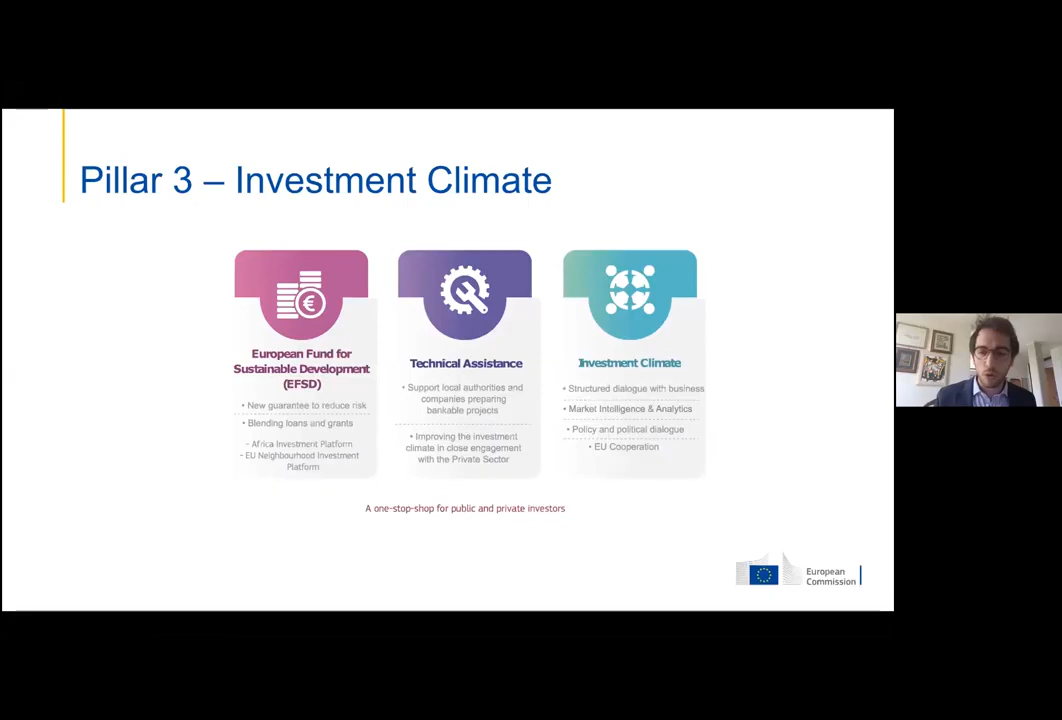 Pillar 3 – Investment Climate
European Fund for
Sustainable Development
(EFSD)
• New guarantee to reduce risk
• Blending loans and grants
- Africa Investment Platform
- EU Neighbourhood Investment
Platform
Technical Assistance
• Support local authorities and
companies preparing
bankable projects
• Improving the investment
climate in close engagement
with the Private Sector
Investment Climate
• Structured dialogue with business
• Market Intelligence & Analytics
• Policy and political dialogue
• EU Cooperation
A one-stop-shop for public and private investors
European
Commission